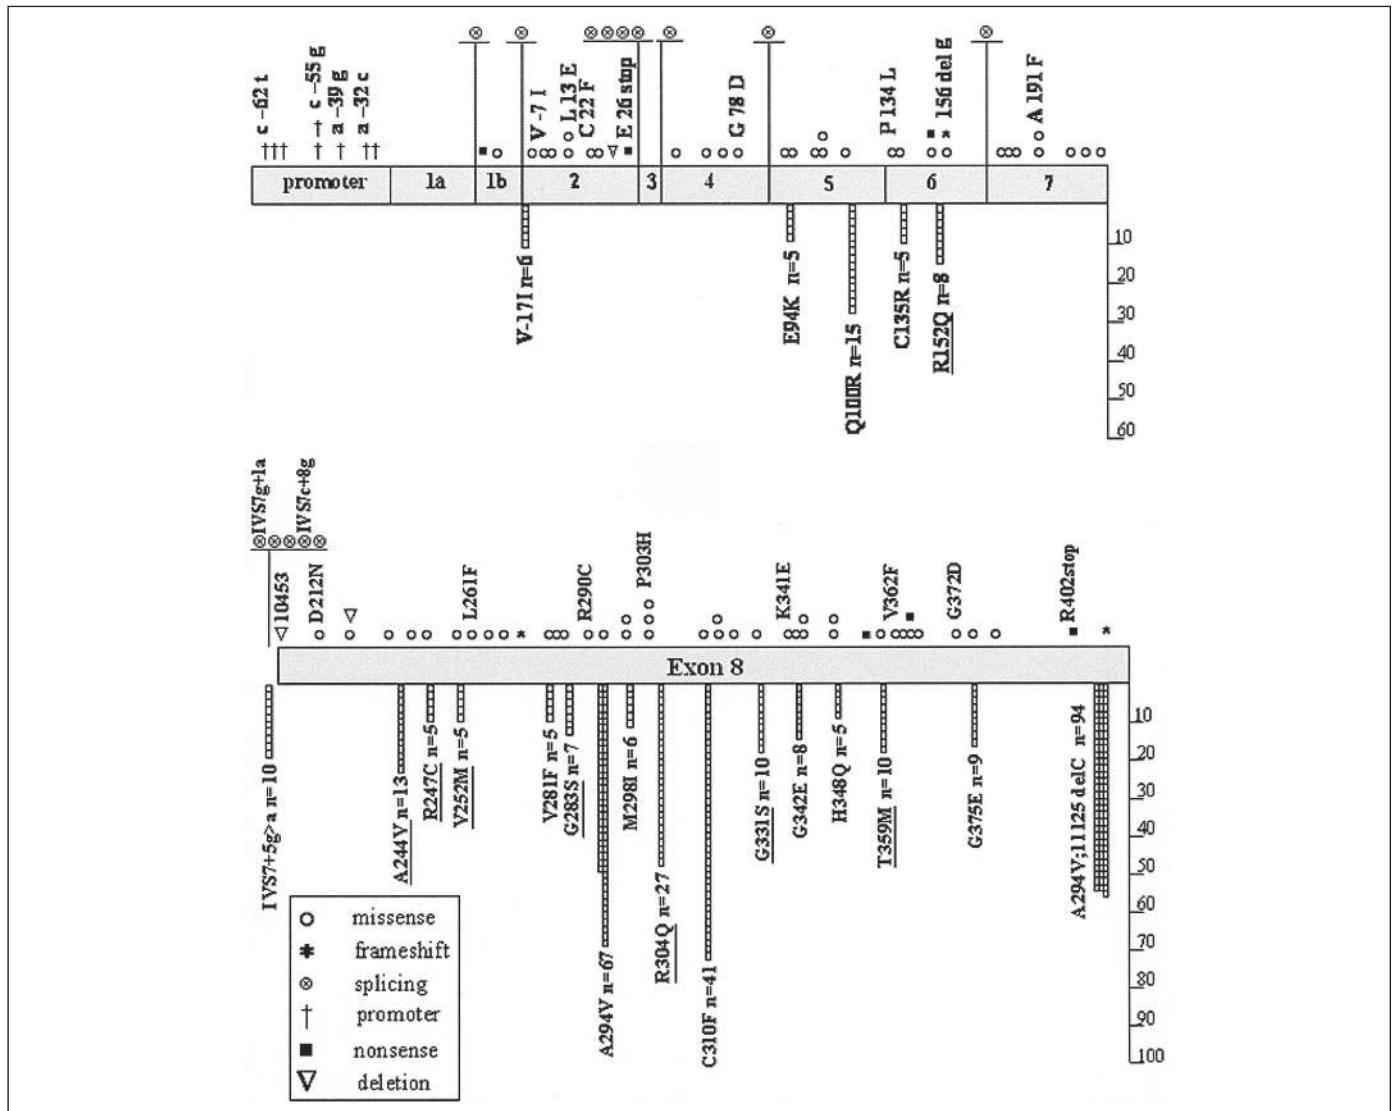 c –62 t
c –55 g
a –39 g
a –32 c
V -7 I
L 13 E
C 22 F
E 26 stop
G 78 D
P 134 L
* 156 del g
A 191 F
promoter
1a
1b
2
3
4
5
6
7
V-17I n=6
E94K n=5
Q100R n=15
C135R n=5
R152Q n=8
10
20
30
40
50
60
IVS7g+1a
IVS7c+8g
10453
D212N
L261F
R290C
P303H
K341E
V362F
G372D
R402stop
*
*
Exon 8
IVS7+5g>a n=10
A244V n=13
R247C n=5
V252M n=5
V281F n=5
G283S n=7
A294V n=67
M298I n=6
R304Q n=27
C310F n=41
G331S n=10
G342E n=8
H348Q n=5
T359M n=10
G375E n=9
A294V;11125 delC n=94
10
20
30
40
50
60
70
80
90
100
missense
* frameshift
splicing
† promoter
nonsense
deletion